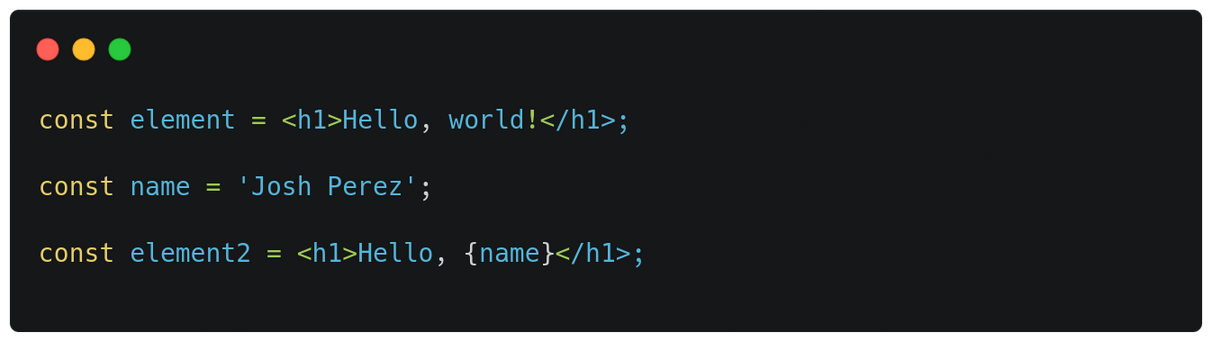 const element = <h1>Hello, world!</h1>;
const name = 'Josh Perez';
const element2 = <h1>Hello, {name}</h1>;